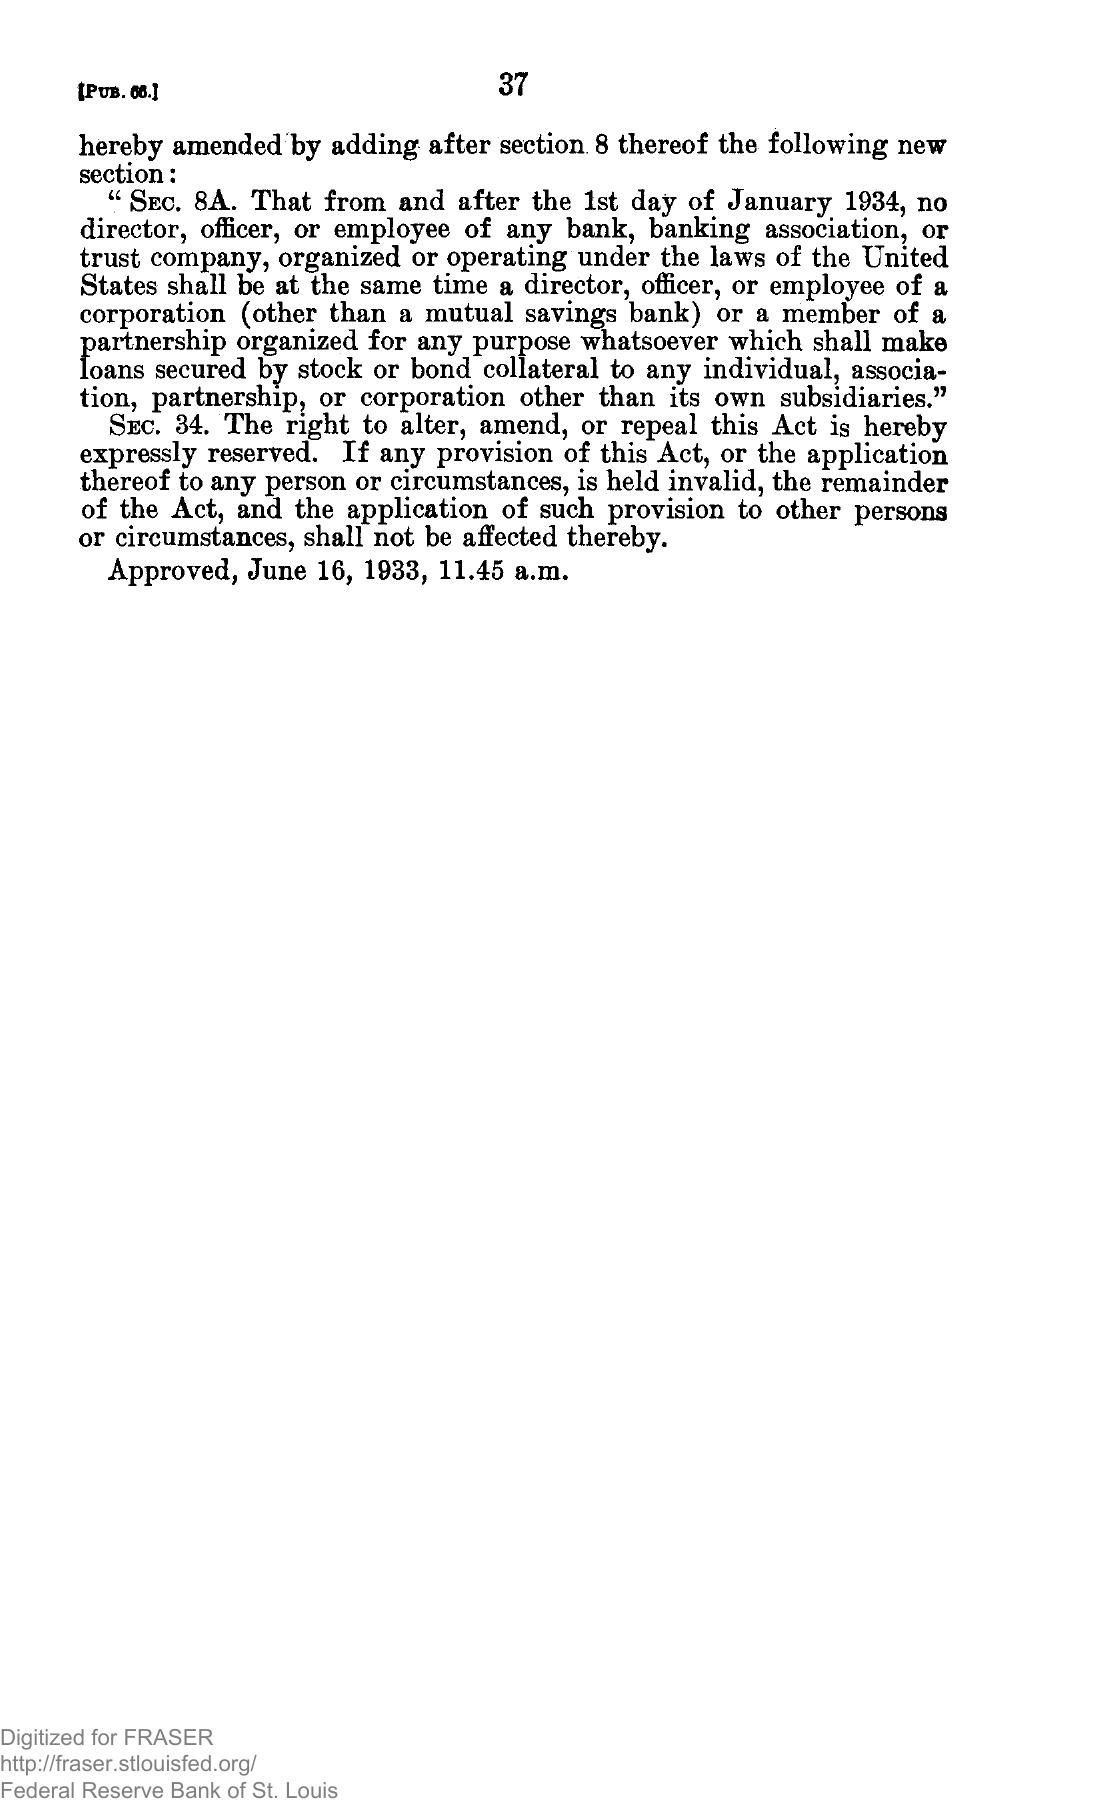 [PUB. 66.]
37
hereby amended by adding after section 8 thereof the following new
section:
“ SEC. 8A. That from and after the 1st day of January 1934, no
director, officer, or employee of any bank, banking association, or
trust company, organized or operating under the laws of the United
States shall be at the same time a director, officer, or employee of a
corporation (other than a mutual savings bank) or a member of a
partnership organized for any purpose whatsoever which shall make
loans secured by stock or bond collateral to any individual, associa-
tion, partnership, or corporation other than its own subsidiaries.”
SEC. 34. The right to alter, amend, or repeal this Act is hereby
expressly reserved. If any provision of this Act, or the application
thereof to any person or circumstances, is held invalid, the remainder
of the Act, and the application of such provision to other persons
or circumstances, shall not be affected thereby.
Approved, June 16, 1933, 11.45 a.m.
Digitized for FRASER
http://fraser.stlouisfed.org/
Federal Reserve Bank of St. Louis